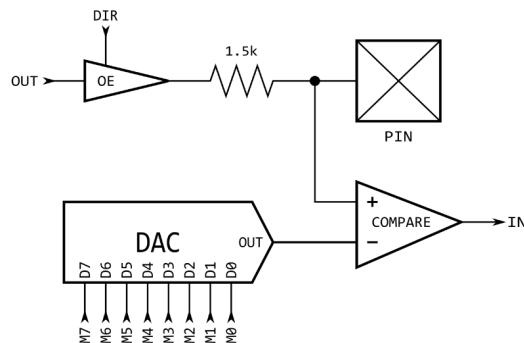 DIR
1.5k
OUT
OE
PIN
+
COMPARE
IN
−
DAC
OUT
D7 D6 D5 D4 D3 D2 D1 D0
M7 M6 M5 M4 M3 M2 M1 M0